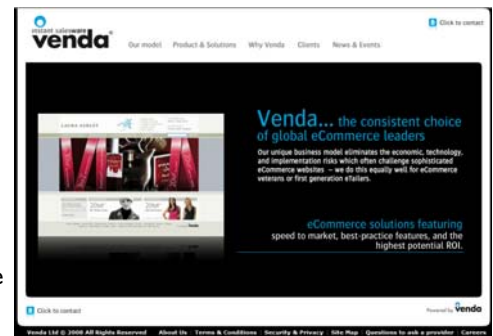 instant salesware
venda
Click to contact
Our model Product & Solutions Why Venda Clients News & Events
LAURA ASHLEY
Venda... the consistent choice
of global eCommerce leaders
Our unique business model eliminates the economic, technology,
and implementation risks which often challenge sophisticated
eCommerce websites – we do this equally well for eCommerce
veterans or first generation eTailers.
eCommerce solutions featuring
speed to market, best-practice features, and the
highest potential ROI.
e
Click to contact
Powered by venda
Venda Ltd © 2008 All Rights Reserved About Us Terms & Conditions Security & Privacy Site Map Questions to ask a provider Careers